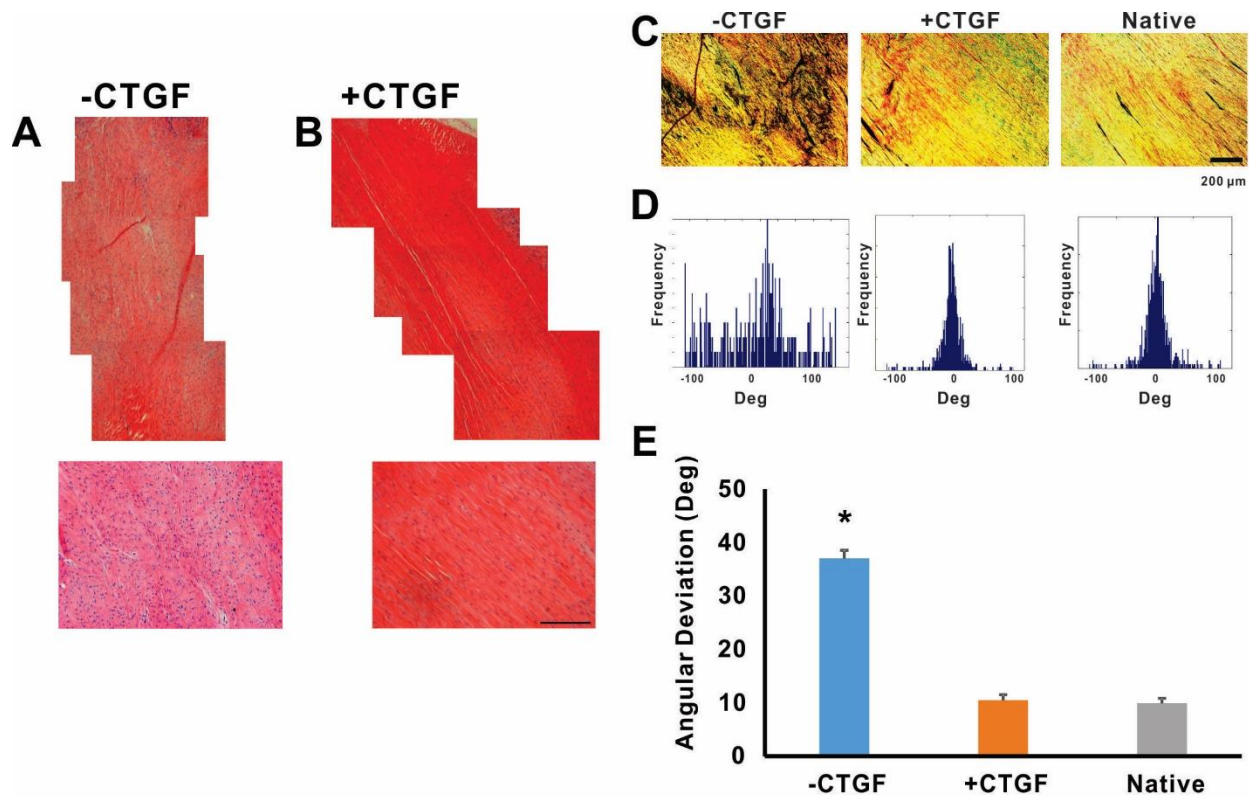 A
-CTGF
B
+CTGF
C
-CTGF
+CTGF
Native
200 µm
D
Frequency
-100
0
100
Deg
Frequency
-100
0
100
Deg
Frequency
-100
0
100
Deg
E
Angular Deviation (Deg)
50
40
30
20
10
0
*
-CTGF
+CTGF
Native